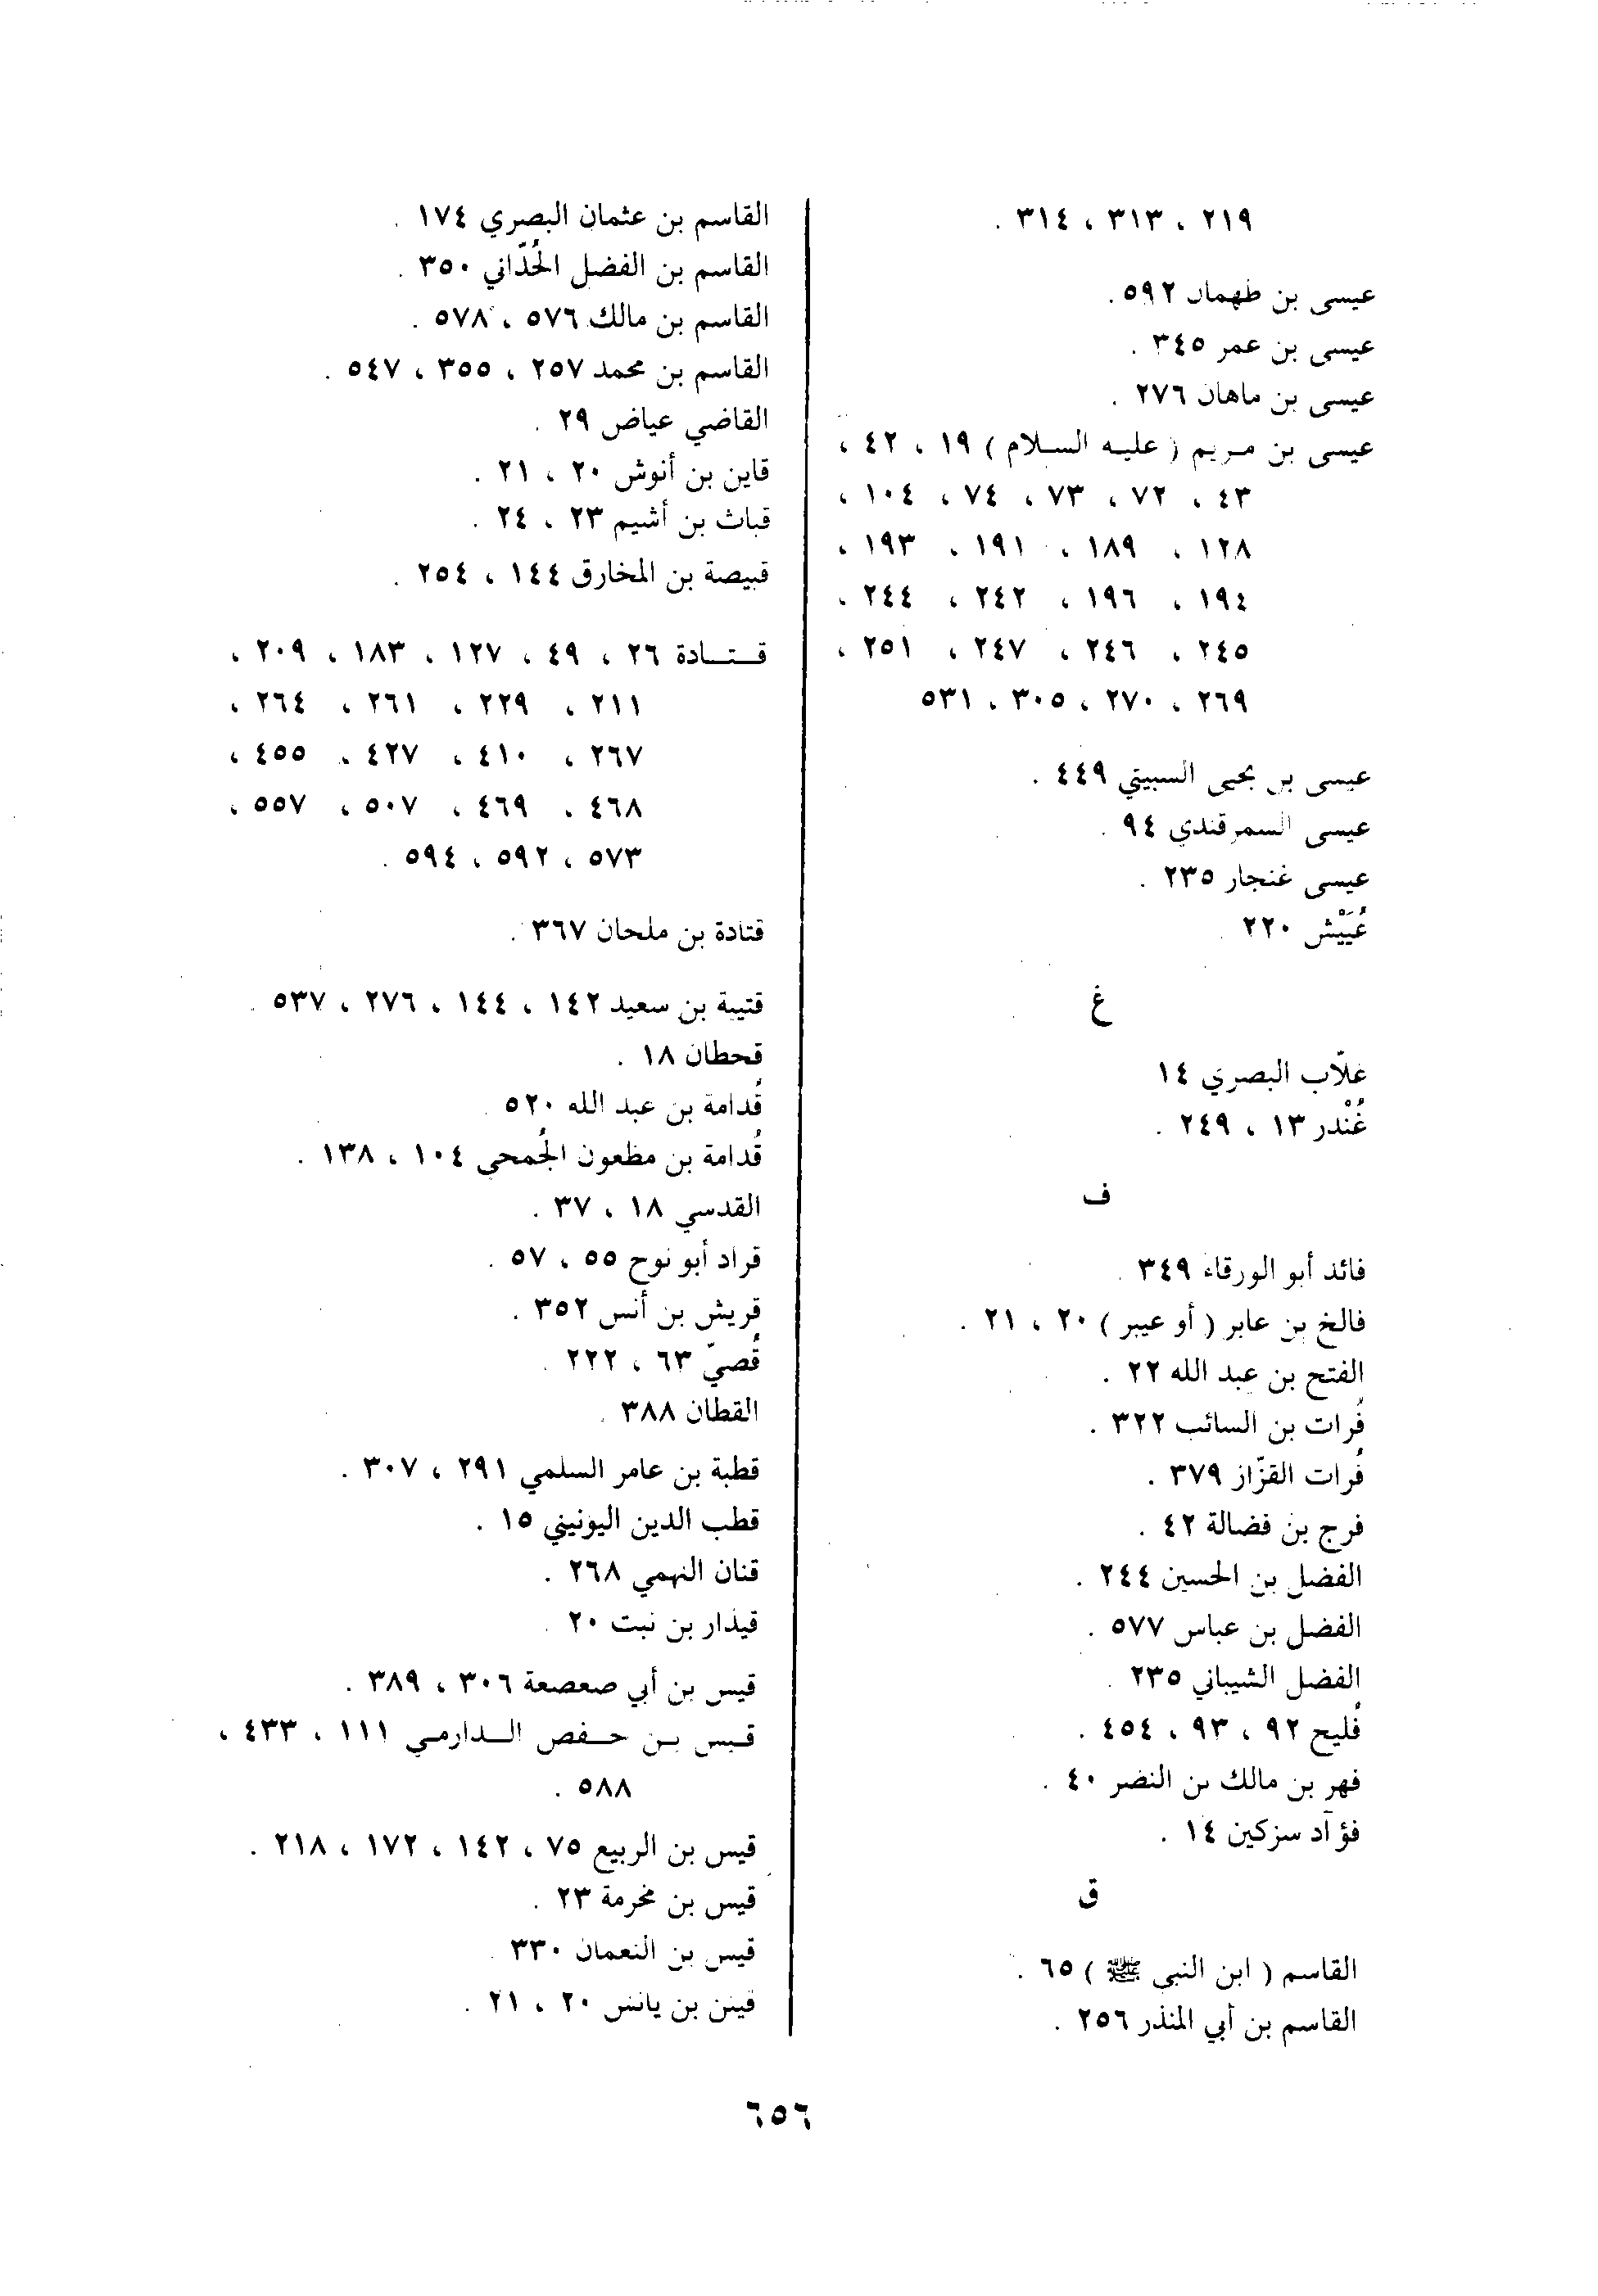 ٢١٩ ، ٣١٣ ، ٣١٤ .
عيسى بن طهمان ٥٩٢ .
عيسى بن عمر ٣٤٥ .
عيسى بن ماهان ٢٧٦ .
عيسى بن مريم ( عليه السلام ) ١٩ ، ٤٢ ،
٤٣ ، ٧٢ ، ٧٣ ، ٧٤ ، ١٠٤ ،
١٢٨ ، ١٨٩ ، ١٩١ ، ١٩٣ ،
١٩٤ ، ١٩٦ ، ٢٤٢ ، ٢٤٤ ،
٢٤٥ ، ٢٤٦ ، ٢٤٧ ، ٢٥١ ،
٢٦٩ ، ٢٧٠ ، ٣٠٥ ، ٥٣١
عيسى بن يحيى السبيتي ٤٤٩ .
عيسى السمرقندي ٩٤ .
عيسى غنجار ٢٣٥ .
عُيَيْش ٢٢٠
غ
غلاّب البصري ١٤
غُنْدر ١٣ ، ٢٤٩ .
ف
فائد أبو الورقاء ٣٤٩ .
فالخ بن عابر ( أو عيبر ) ٢٠ ، ٢١ .
الفتح بن عبد الله ٢٢ .
فُرات بن السائب ٣٢٢ .
فُرات القزّاز ٣٧٩ .
فرج بن فضالة ٤٢ .
الفضل بن الحسين ٢٤٤ .
الفضل بن عباس ٥٧٧ .
الفضل الشيباني ٢٣٥ .
فُليح ٩٢ ، ٩٣ ، ٤٥٤ .
فهر بن مالك بن النضر ٤٠ .
فؤاد سزكين ١٤ .
ق
القاسم ( ابن النبي ﷺ ) ٦٥ .
القاسم بن أبي المنذر ٢٥٦ .
القاسم بن عثمان البصري ١٧٤ .
القاسم بن الفضل الحُدّاني ٣٥٠ .
القاسم بن مالك ٥٧٦ ، ٥٧٨ .
القاسم بن محمد ٢٥٧ ، ٣٥٥ ، ٥٤٧ .
القاضي عياض ٢٩ .
قاين بن أنوش ٢٠ ، ٢١ .
قباث بن أشيم ٢٣ ، ٢٤ .
قبيصة بن المخارق ١٤٤ ، ٢٥٤ .
قـتـادة ٢٦ ، ٤٩ ، ١٢٧ ، ١٨٣ ، ٢٠٩ ،
٢١١ ، ٢٢٩ ، ٢٦١ ، ٢٦٤ ،
٢٦٧ ، ٤١٠ ، ٤٢٧ ، ٤٥٥ ،
٤٦٨ ، ٤٦٩ ، ٥٠٧ ، ٥٥٧ ،
٥٧٣ ، ٥٩٢ ، ٥٩٤ .
قتادة بن ملحان ٣٦٧ .
قتيبة بن سعيد ١٤٢ ، ١٤٤ ، ٢٧٦ ، ٥٣٧ .
قحطان ١٨ .
قُدامة بن عبد الله ٥٢٠ .
قُدامة بن مظعون الجُمحي ١٠٤ ، ١٣٨ .
القدسي ١٨ ، ٣٧ .
قراد أبو نوح ٥٥ ، ٥٧ .
قريش بن أنس ٣٥٢ .
قُصيّ ٦٣ ، ٢٢٢ .
القطان ٣٨٨ .
قطبة بن عامر السلمي ٢٩١ ، ٣٠٧ .
قطب الدين اليونيني ١٥ .
قنان النهمي ٢٦٨ .
قيذار بن نبت ٢٠ .
قيس بن أبي صعصعة ٣٠٦ ، ٣٨٩ .
قـيس بـن حـفص الـدارمـي ١١١ ، ٤٣٣ ،
٥٨٨ .
قيس بن الربيع ٧٥ ، ١٤٢ ، ١٧٢ ، ٢١٨ .
قيس بن مخرمة ٢٣ .
قيس بن النعمان ٣٣٠ .
قينن بن يانش ٢٠ ، ٢١ .
٦٥٦